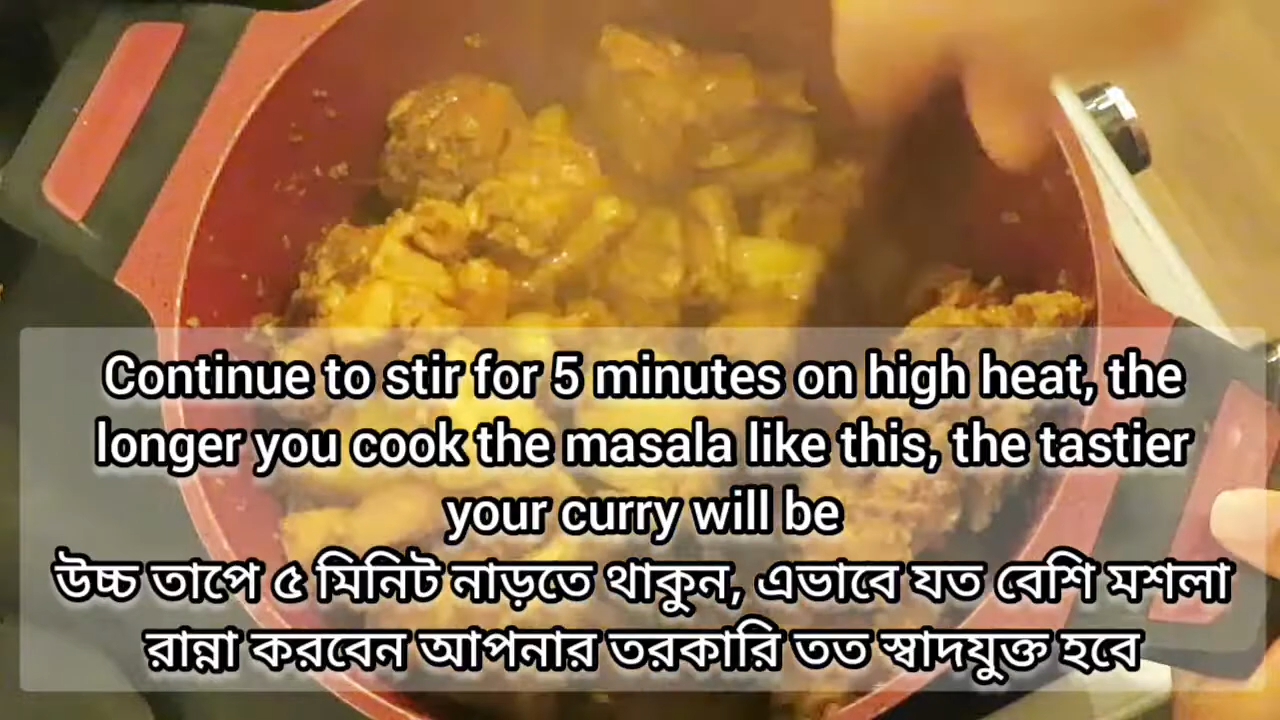 Continue to stir for 5 minutes on high heat, the
longer you cook the masala like this, the tastier
your curry will be
উচ্চ তাপে ৫ মিনিট নাড়তে থাকুন, এভাবে যত বেশি মশলা
রান্না করবেন আপনার তরকারি তত স্বাদযুক্ত হবে